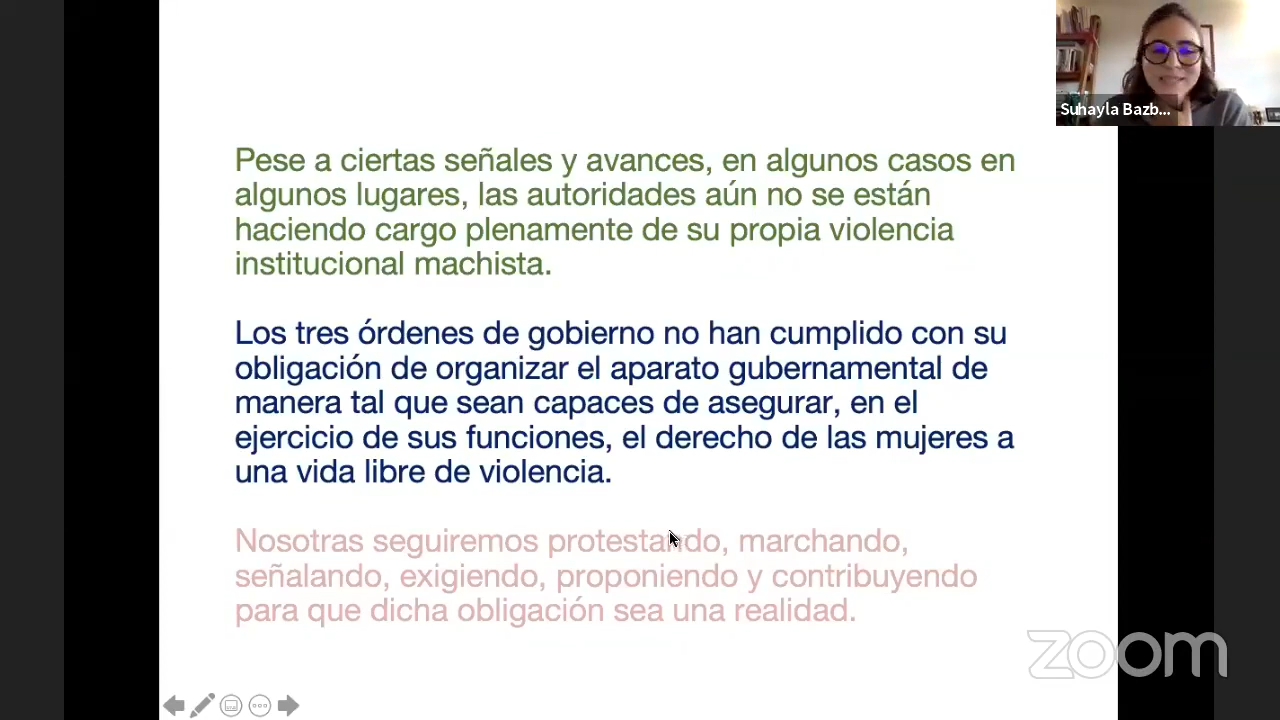 Suhayla Bazb...
Pese a ciertas señales y avances, en algunos casos en
algunos lugares, las autoridades aún no se están
haciendo cargo plenamente de su propia violencia
institucional machista.
Los tres órdenes de gobierno no han cumplido con su
obligación de organizar el aparato gubernamental de
manera tal que sean capaces de asegurar, en el
ejercicio de sus funciones, el derecho de las mujeres a
una vida libre de violencia.
Nosotras seguiremos protestando, marchando,
señalando, exigiendo, proponiendo y contribuyendo
para que dicha obligación sea una realidad.
zoom